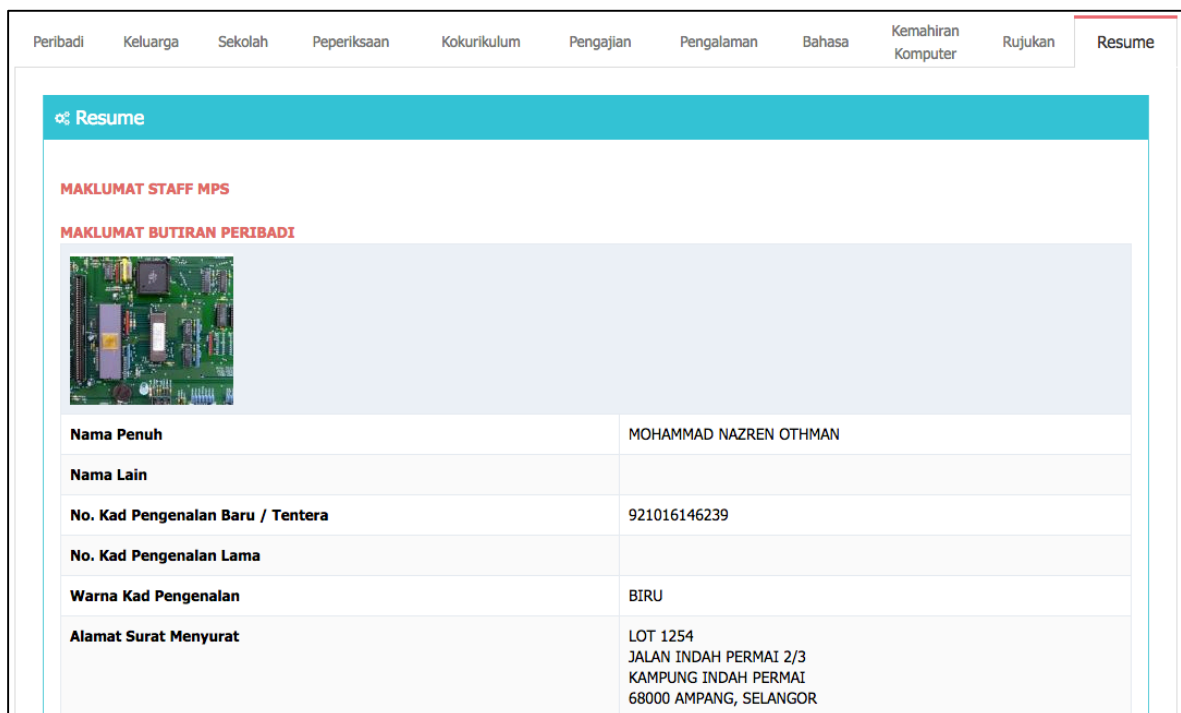 Peribadi Keluarga Sekolah Peperiksaan Kokurikulum Pengajian Pengalaman Bahasa Kemahiran Komputer Rujukan Resume
Resume
MAKLUMAT STAFF MPS
MAKLUMAT BUTIRAN PERIBADI
Nama Penuh MOHAMMAD NAZREN OTHMAN
Nama Lain
No. Kad Pengenalan Baru / Tentera 921016146239
No. Kad Pengenalan Lama
Warna Kad Pengenalan BIRU
Alamat Surat Menyurat LOT 1254
JALAN INDAH PERMAI 2/3
KAMPUNG INDAH PERMAI
68000 AMPANG, SELANGOR